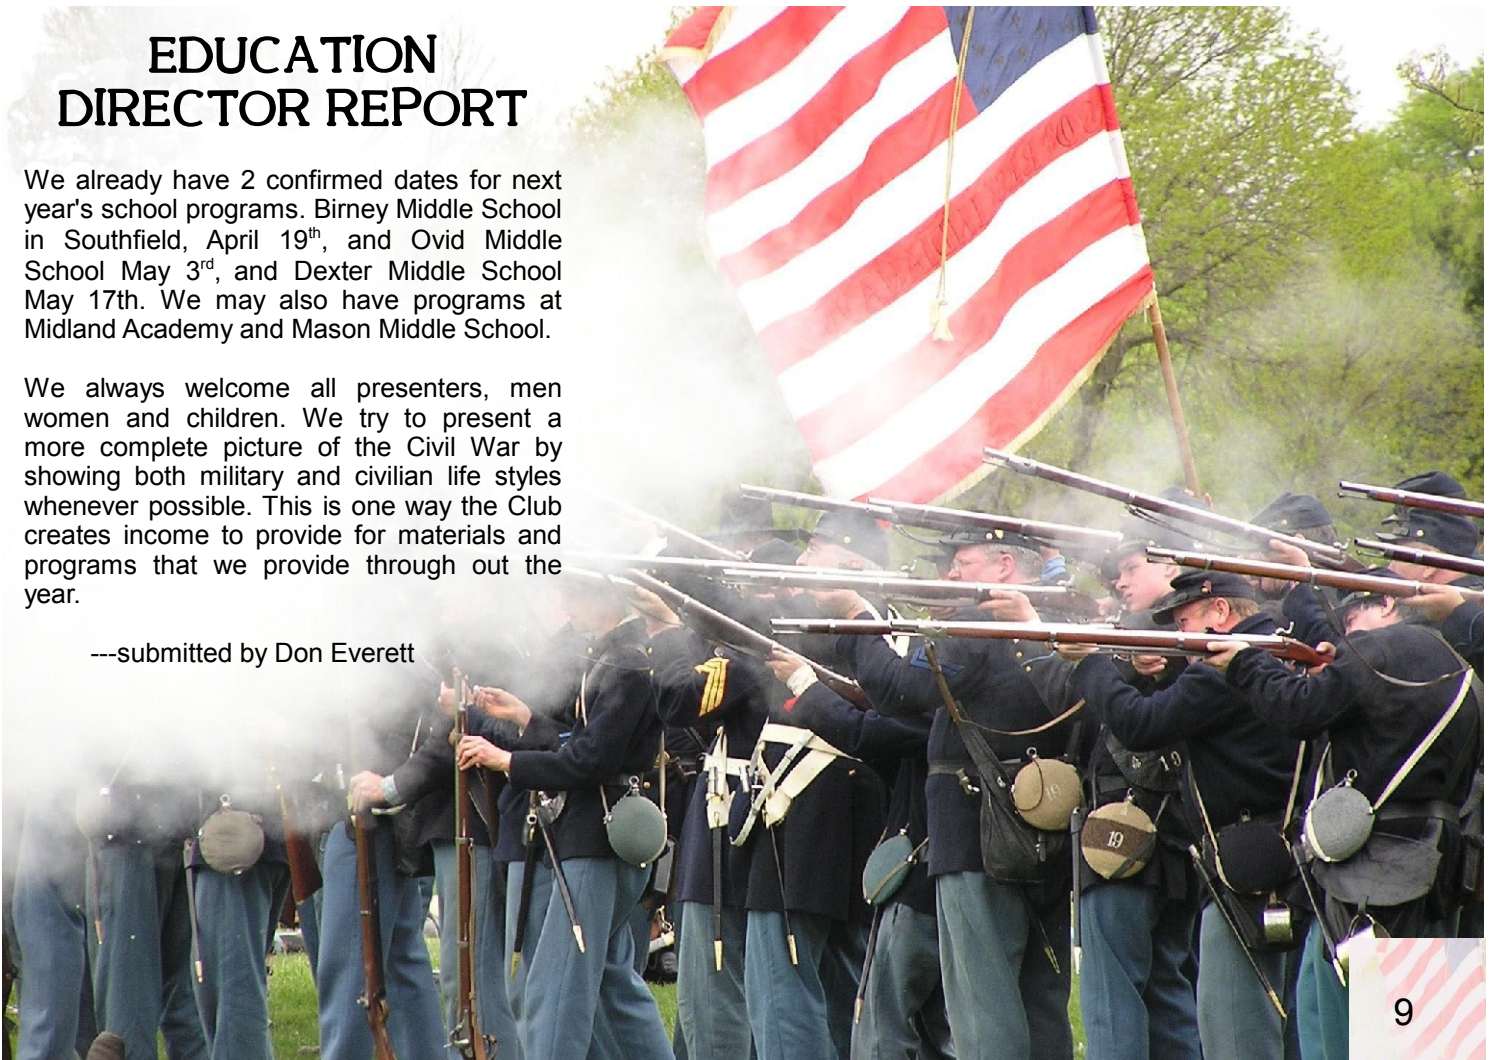 EDUCATION
DIRECTOR REPORT
We already have 2 confirmed dates for next
year's school programs. Birney Middle School
in Southfield, April 19th, and Ovid Middle
School May 3rd, and Dexter Middle School
May 17th. We may also have programs at
Midland Academy and Mason Middle School.
We always welcome all presenters, men
women and children. We try to present a
more complete picture of the Civil War by
showing both military and civilian life styles
whenever possible. This is one way the Club
creates income to provide for materials and
programs that we provide through out the
year.
---submitted by Don Everett
19
19
19
9